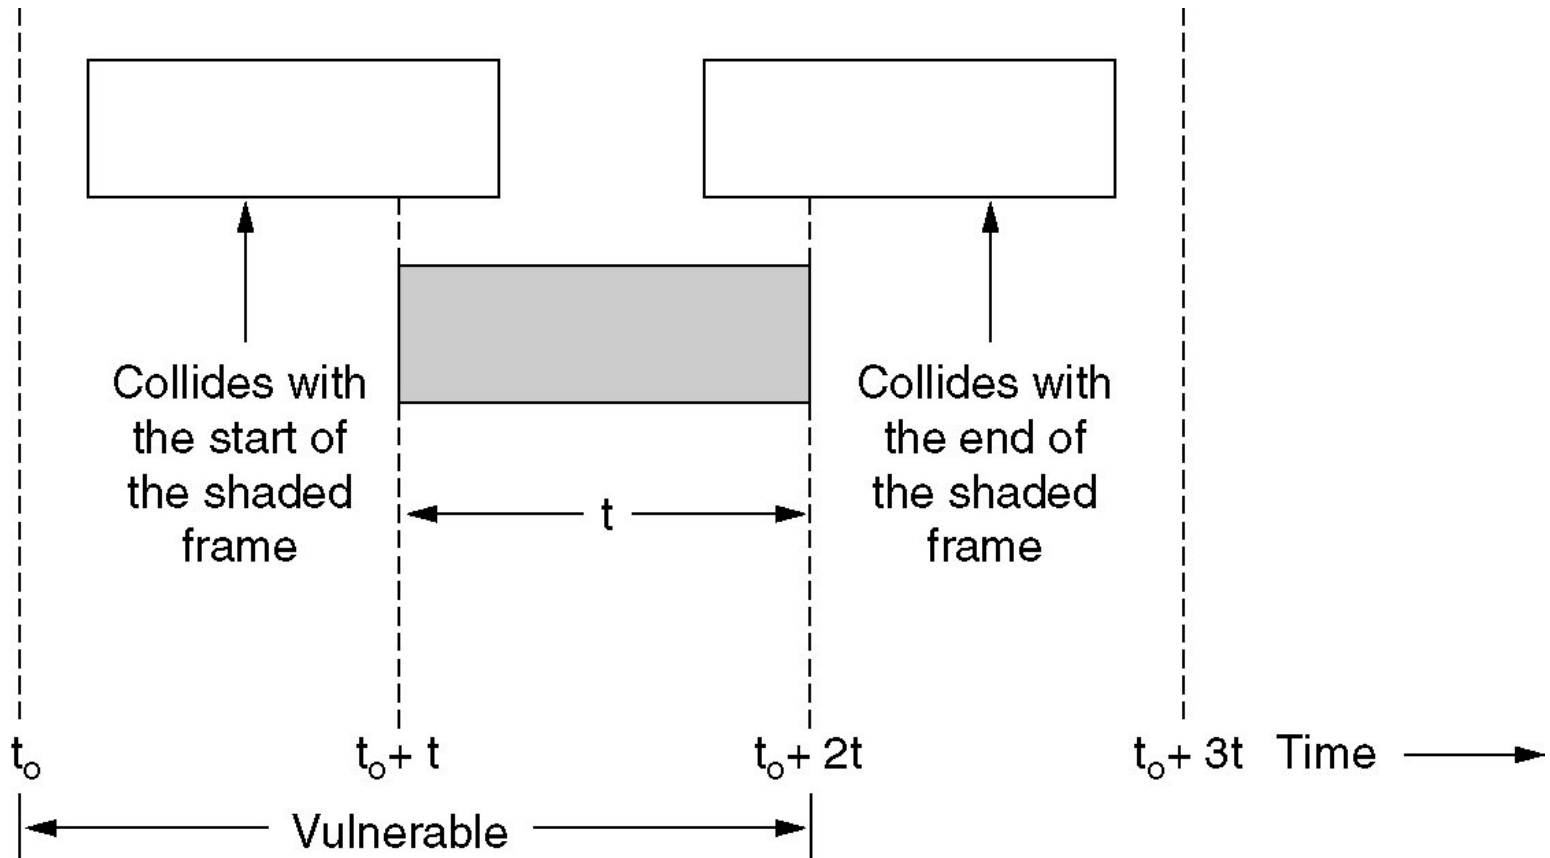 Collides with
the start of
the shaded
frame
Collides with
the end of
the shaded
frame
t
to
to+ t
to+ 2t
to+ 3t
Time
Vulnerable